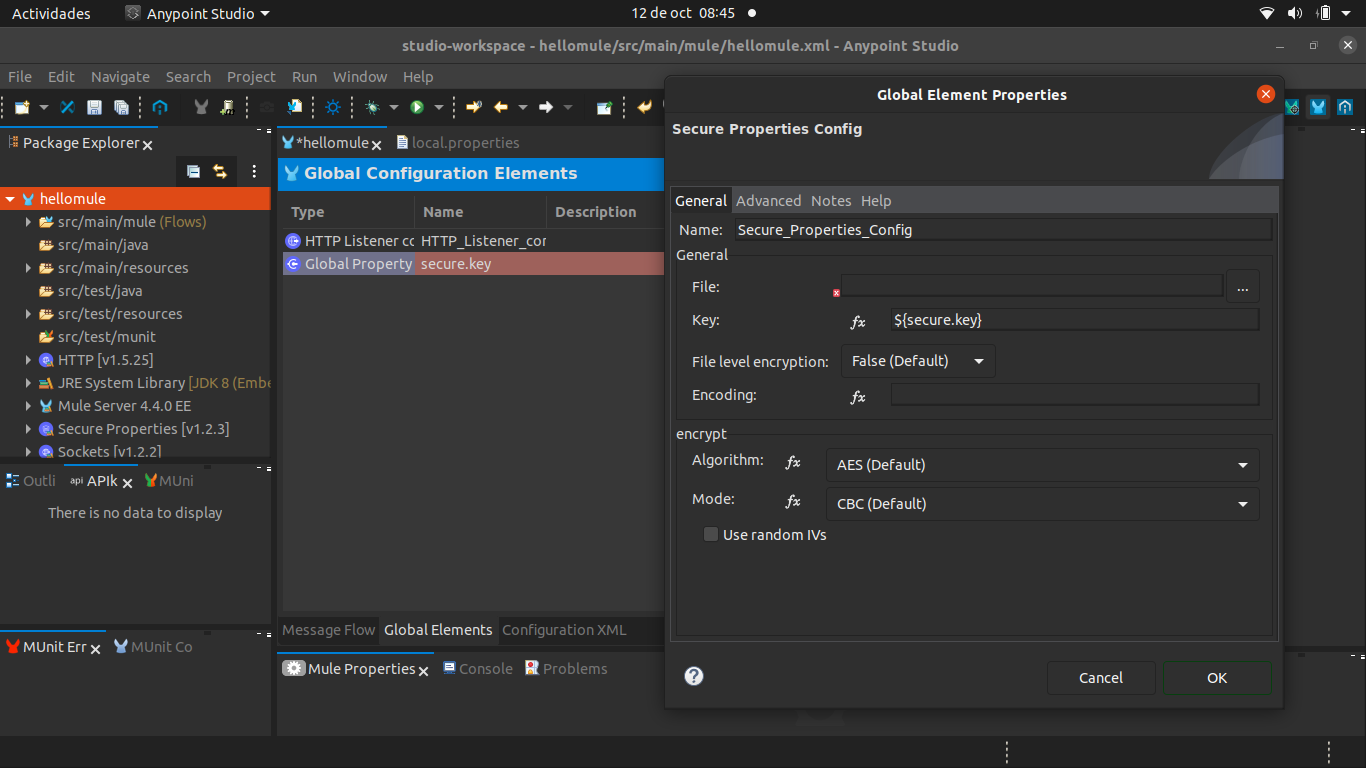 Actividades Anypoint Studio 12 de oct 08:45
studio-workspace - hellomule/src/main/mule/hellomule.xml - Anypoint Studio
File Edit Navigate Search Project Run Window Help
Package Explorer
hellomule
src/main/mule (Flows)
src/main/java
src/main/resources
src/test/java
src/test/resources
src/test/munit
HTTP [v1.5.25]
JRE System Library [JDK 8 (Embe
Mule Server 4.4.0 EE
Secure Properties [v1.2.3]
Sockets [v1.2.2]
Outli api APIk MUni
There is no data to display
MUnit Err MUnit Co
*hellomule local.properties
Global Configuration Elements
Type Name Description
HTTP Listener cc HTTP_Listener_cor
Global Property secure.key
Message Flow Global Elements Configuration XML
Mule Properties Console Problems
Global Element Properties
Secure Properties Config
General Advanced Notes Help
Name: Secure_Properties_Config
General
File: ...
Key: fx ${secure.key}
File level encryption: False (Default)
Encoding: fx
encrypt
Algorithm: fx AES (Default)
Mode: fx CBC (Default)
Use random IVs
? Cancel OK